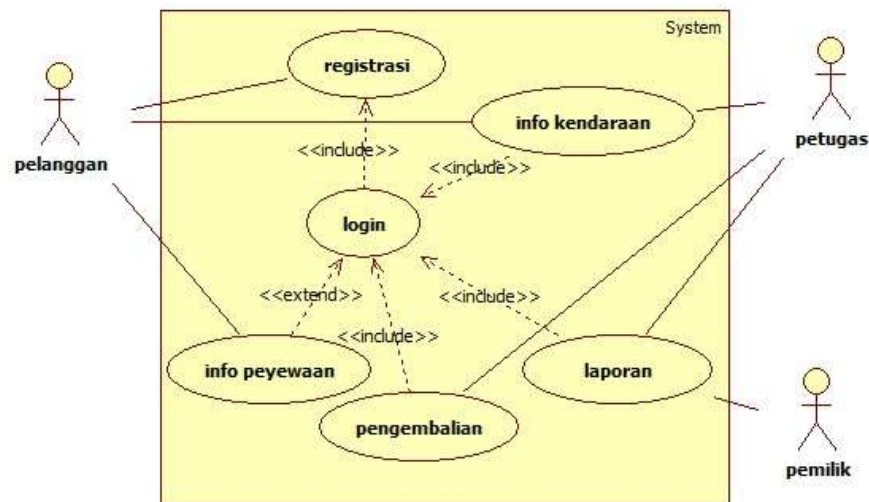 System
registrasi
info kendaraan
pelanggan
petugas
<<include>>
<<include>>
login
<<extend>>
<<include>>
<<include>>
info peyewaan
laporan
pengembalian
pemilik